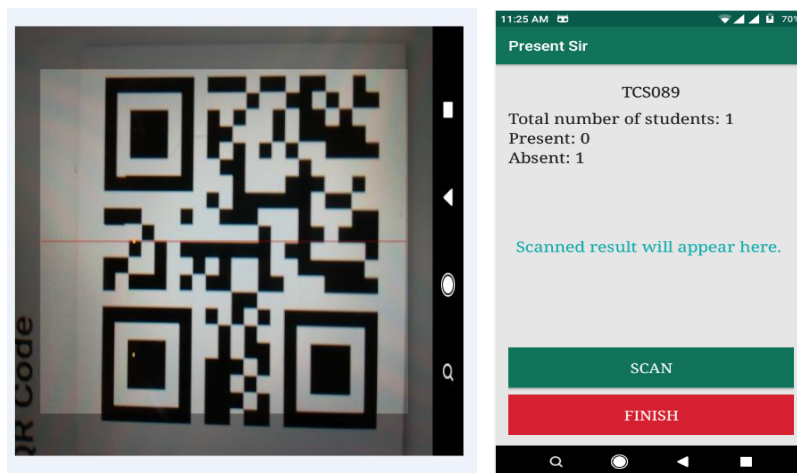 QR Code
11:25 AM
70%
Present Sir
TCS089
Total number of students: 1
Present: 0
Absent: 1
Scanned result will appear here.
SCAN
FINISH